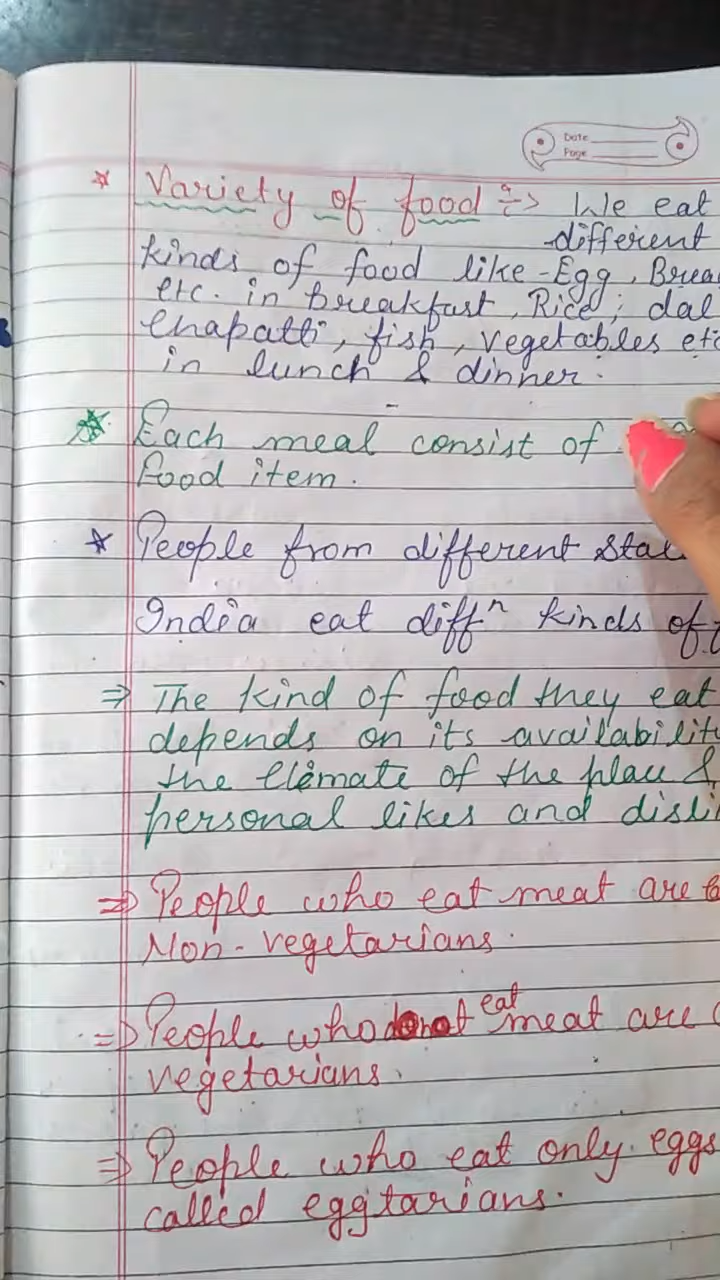 Date
Page
* Variety of food ÷> We eat
different
kinds of food like - Egg, Brea
etc. in breakfast, Rice; dal
Chapatti, fish, vegetables etc
in lunch & dinner.
* Each meal consist of
food item.
* People from different Stat
India eat diffⁿ kinds of f
⇒ The kind of food they eat
depends on its availabilit
the Climate of the place &
personal likes and disli
⇒ People who eat meat are
Non-vegetarians.
⇒ People who donot eat meat are
vegetarians.
⇒ People who eat only eggs
called eggtarians.